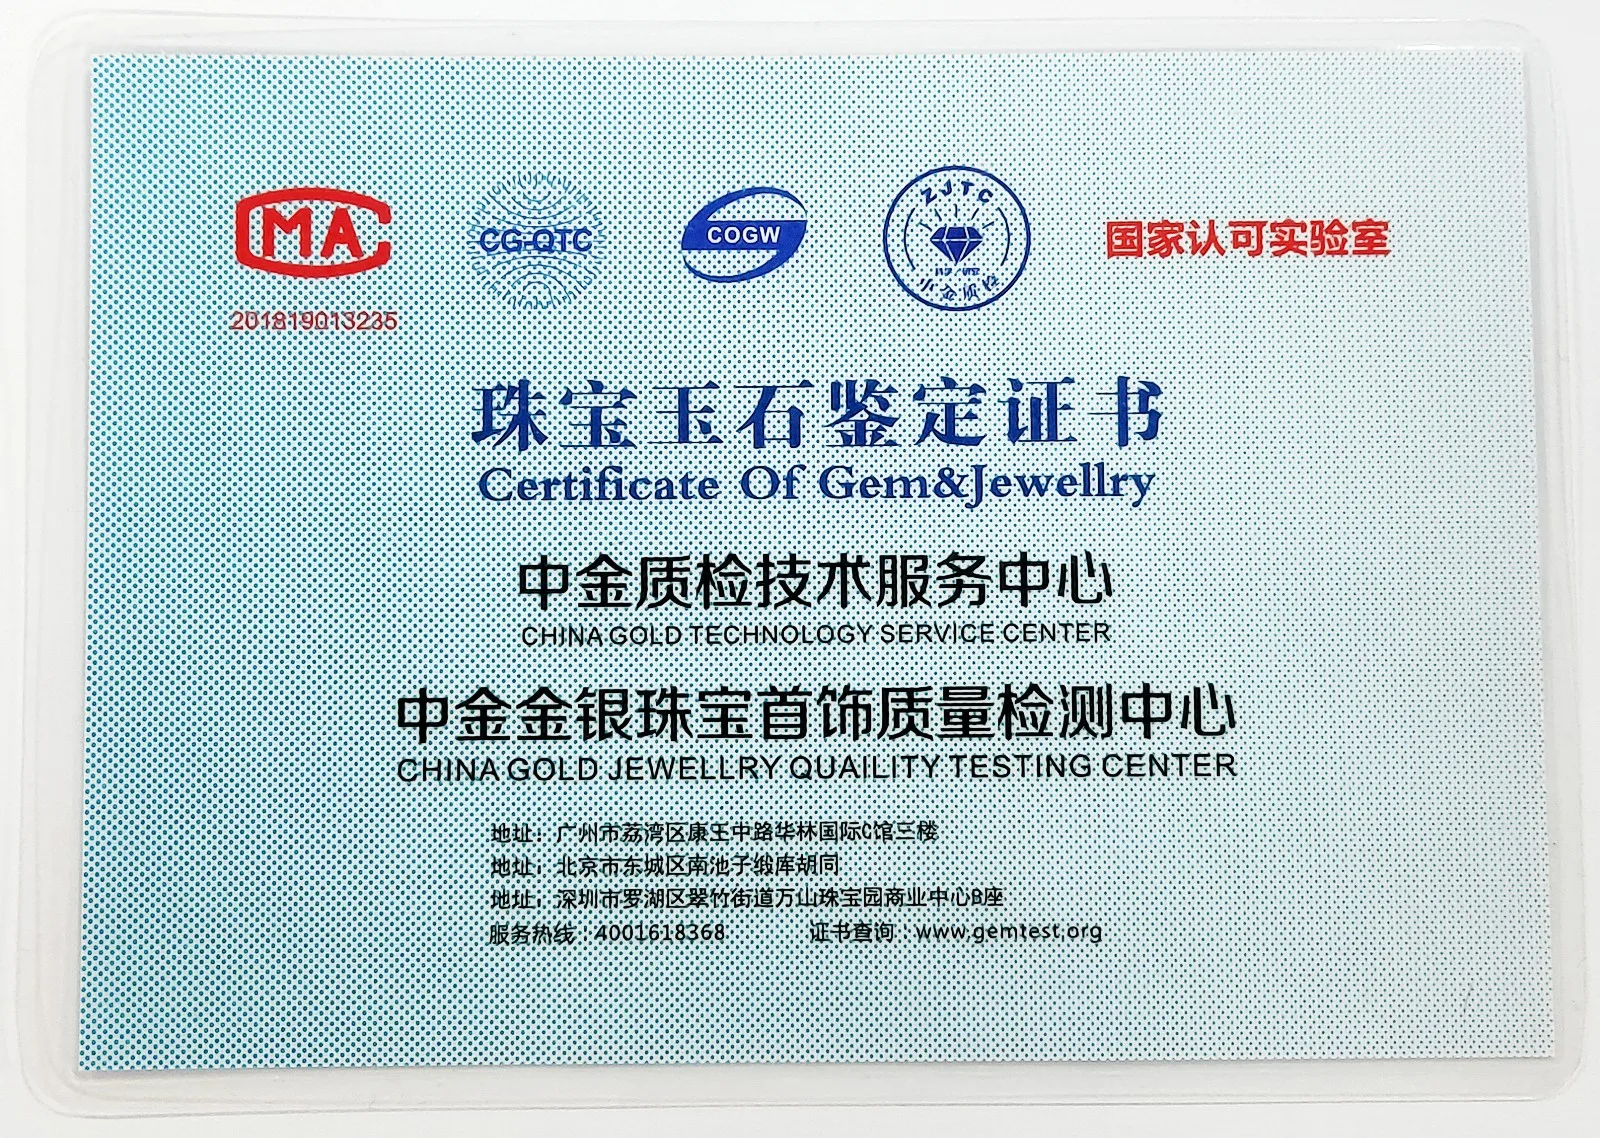 CMA
CG-QTC
COGW
ZJTC
中金质检
国家认可实验室
201819013235
珠宝玉石鉴定证书
Certificate Of Gem&Jewellry
中金质检技术服务中心
CHINA GOLD TECHNOLOGY SERVICE CENTER
中金金银珠宝首饰质量检测中心
CHINA GOLD JEWELLRY QUAILITY TESTING CENTER
地址：广州市荔湾区康王中路华林国际C馆三楼
地址：北京市东城区南池子缎库胡同
地址：深圳市罗湖区翠竹街道万山珠宝园商业中心B座
服务热线：4001618368 证书查询：www.gemtest.org